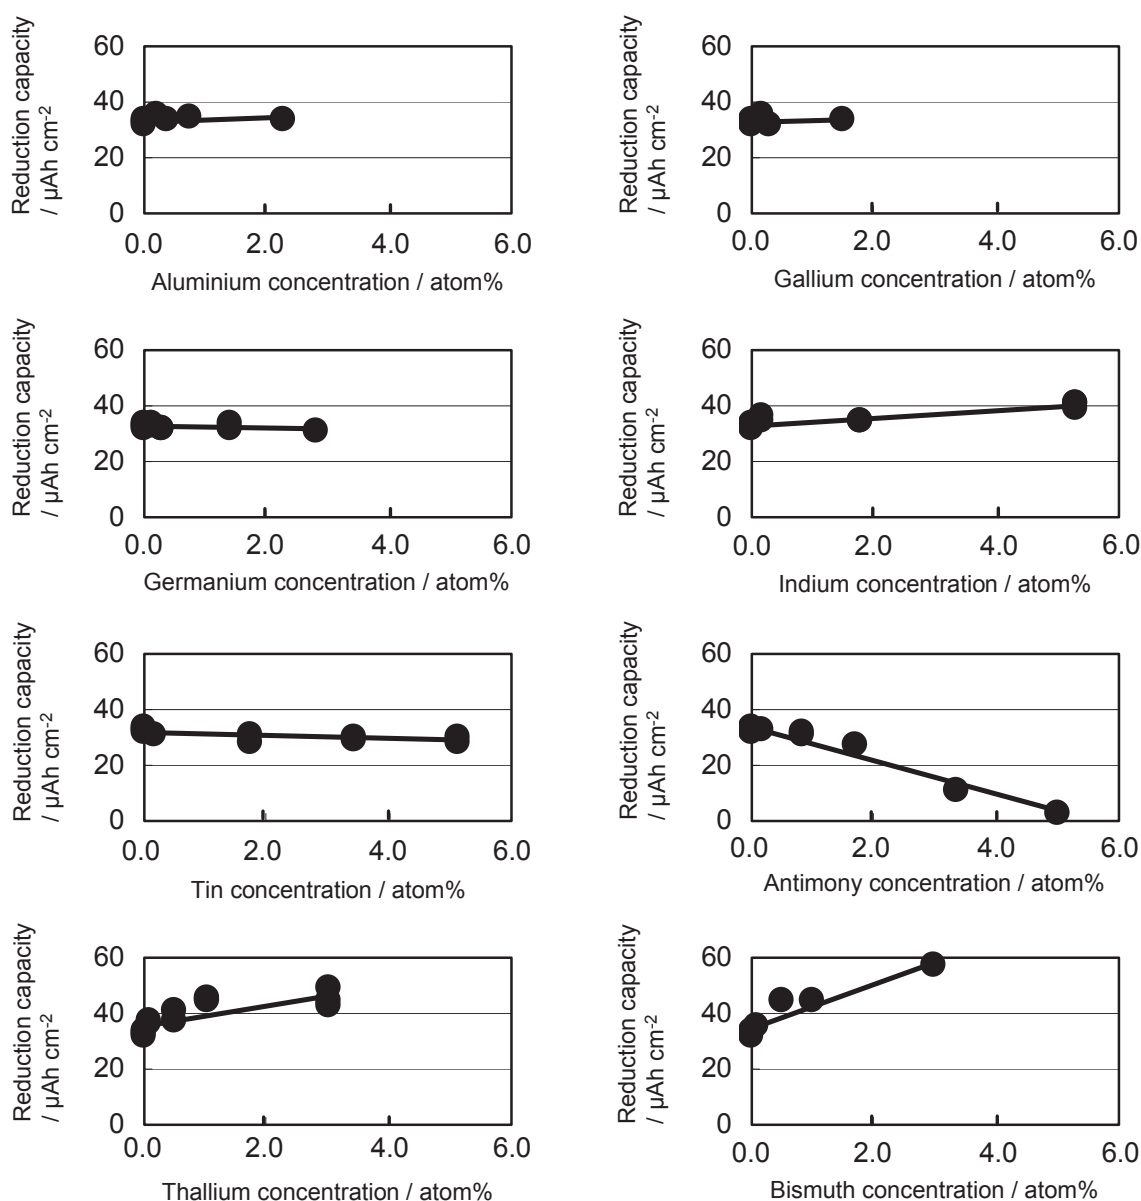 Reduction capacity
/ µAh cm-2
60
40
20
0
0.0 2.0 4.0 6.0
Aluminium concentration / atom%
Reduction capacity
/ µAh cm-2
60
40
20
0
0.0 2.0 4.0 6.0
Gallium concentration / atom%
Reduction capacity
/ µAh cm-2
60
40
20
0
0.0 2.0 4.0 6.0
Germanium concentration / atom%
Reduction capacity
/ µAh cm-2
60
40
20
0
0.0 2.0 4.0 6.0
Indium concentration / atom%
Reduction capacity
/ µAh cm-2
60
40
20
0
0.0 2.0 4.0 6.0
Tin concentration / atom%
Reduction capacity
/ µAh cm-2
60
40
20
0
0.0 2.0 4.0 6.0
Antimony concentration / atom%
Reduction capacity
/ µAh cm-2
60
40
20
0
0.0 2.0 4.0 6.0
Thallium concentration / atom%
Reduction capacity
/ µAh cm-2
60
40
20
0
0.0 2.0 4.0 6.0
Bismuth concentration / atom%